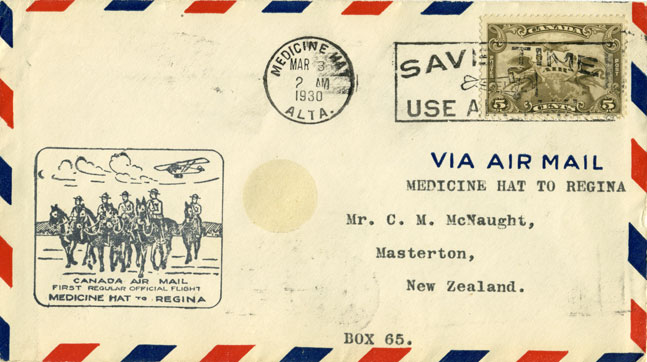 MEDICINE HAT
MAR 3
2 AM
1930
ALTA.
SAVE TIME
USE A
CANADA
AIR
5 CENTS 5
VIA AIR MAIL
MEDICINE HAT TO REGINA
Mr. C. M. McNaught,
Masterton,
New Zealand.
BOX 65.
CANADA AIR MAIL
FIRST REGULAR OFFICIAL FLIGHT
MEDICINE HAT TO REGINA